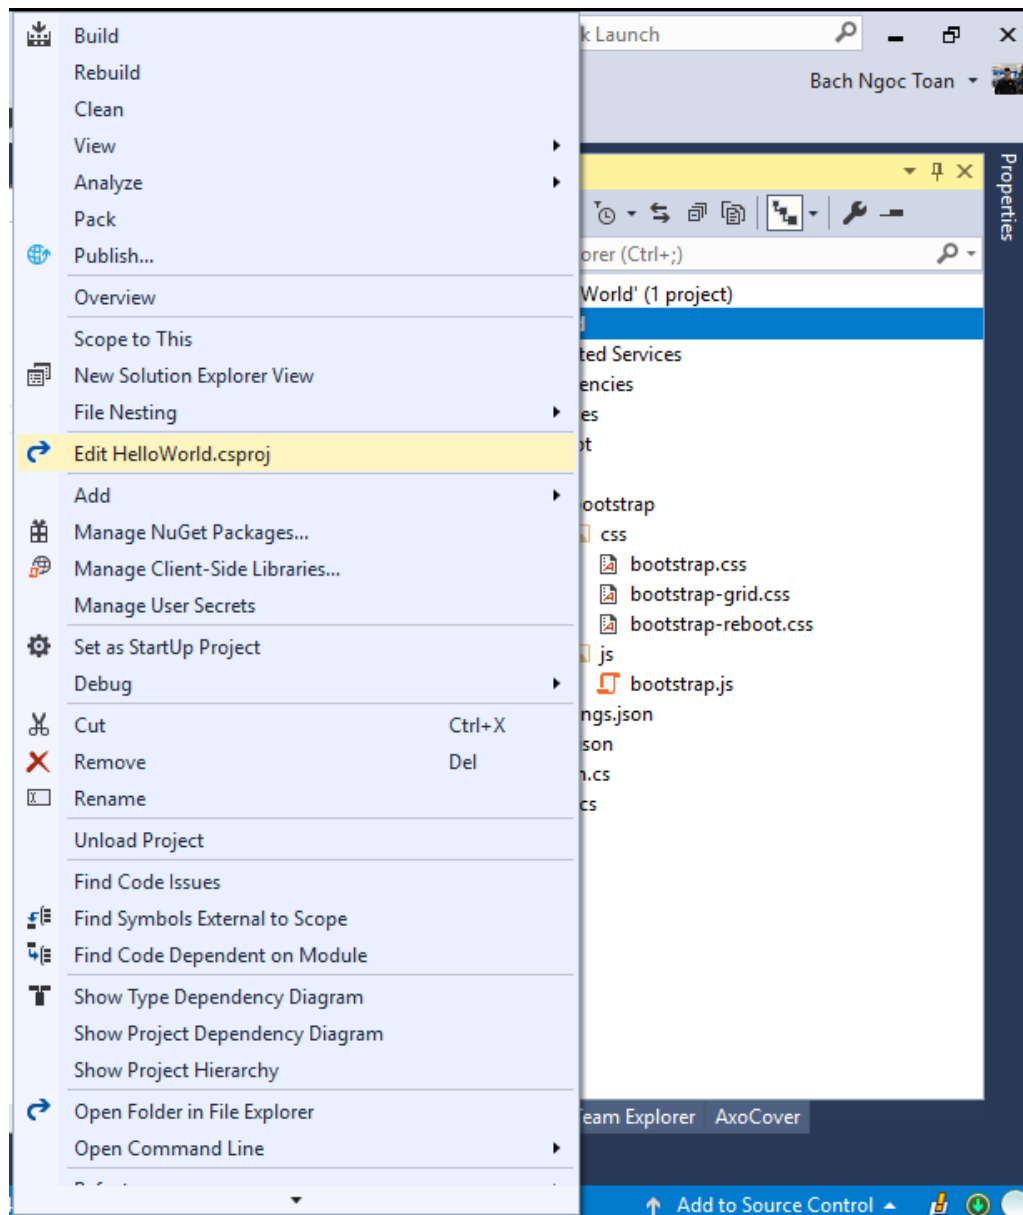 Build
Rebuild
Clean
View
Analyze
Pack
Publish...
Overview
Scope to This
New Solution Explorer View
File Nesting
Edit HelloWorld.csproj
Add
Manage NuGet Packages...
Manage Client-Side Libraries...
Manage User Secrets
Set as StartUp Project
Debug
Cut Ctrl+X
Remove Del
Rename
Unload Project
Find Code Issues
Find Symbols External to Scope
Find Code Dependent on Module
Show Type Dependency Diagram
Show Project Dependency Diagram
Show Project Hierarchy
Open Folder in File Explorer
Open Command Line
k Launch
Bach Ngoc Toan
Properties
orer (Ctrl+;)
World' (1 project)
ted Services
encies
es
ot
ootstrap
css
bootstrap.css
bootstrap-grid.css
bootstrap-reboot.css
js
bootstrap.js
ngs.json
son
n.cs
cs
Team Explorer AxoCover
Add to Source Control